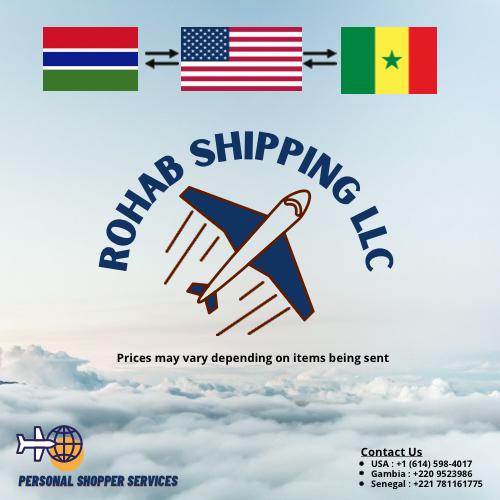 ROHAB SHIPPING LLC
Prices may vary depending on items being sent
PERSONAL SHOPPER SERVICES
Contact Us
USA : +1 (614) 598-4017
Gambia : +220 9523986
Senegal : +221 781161775